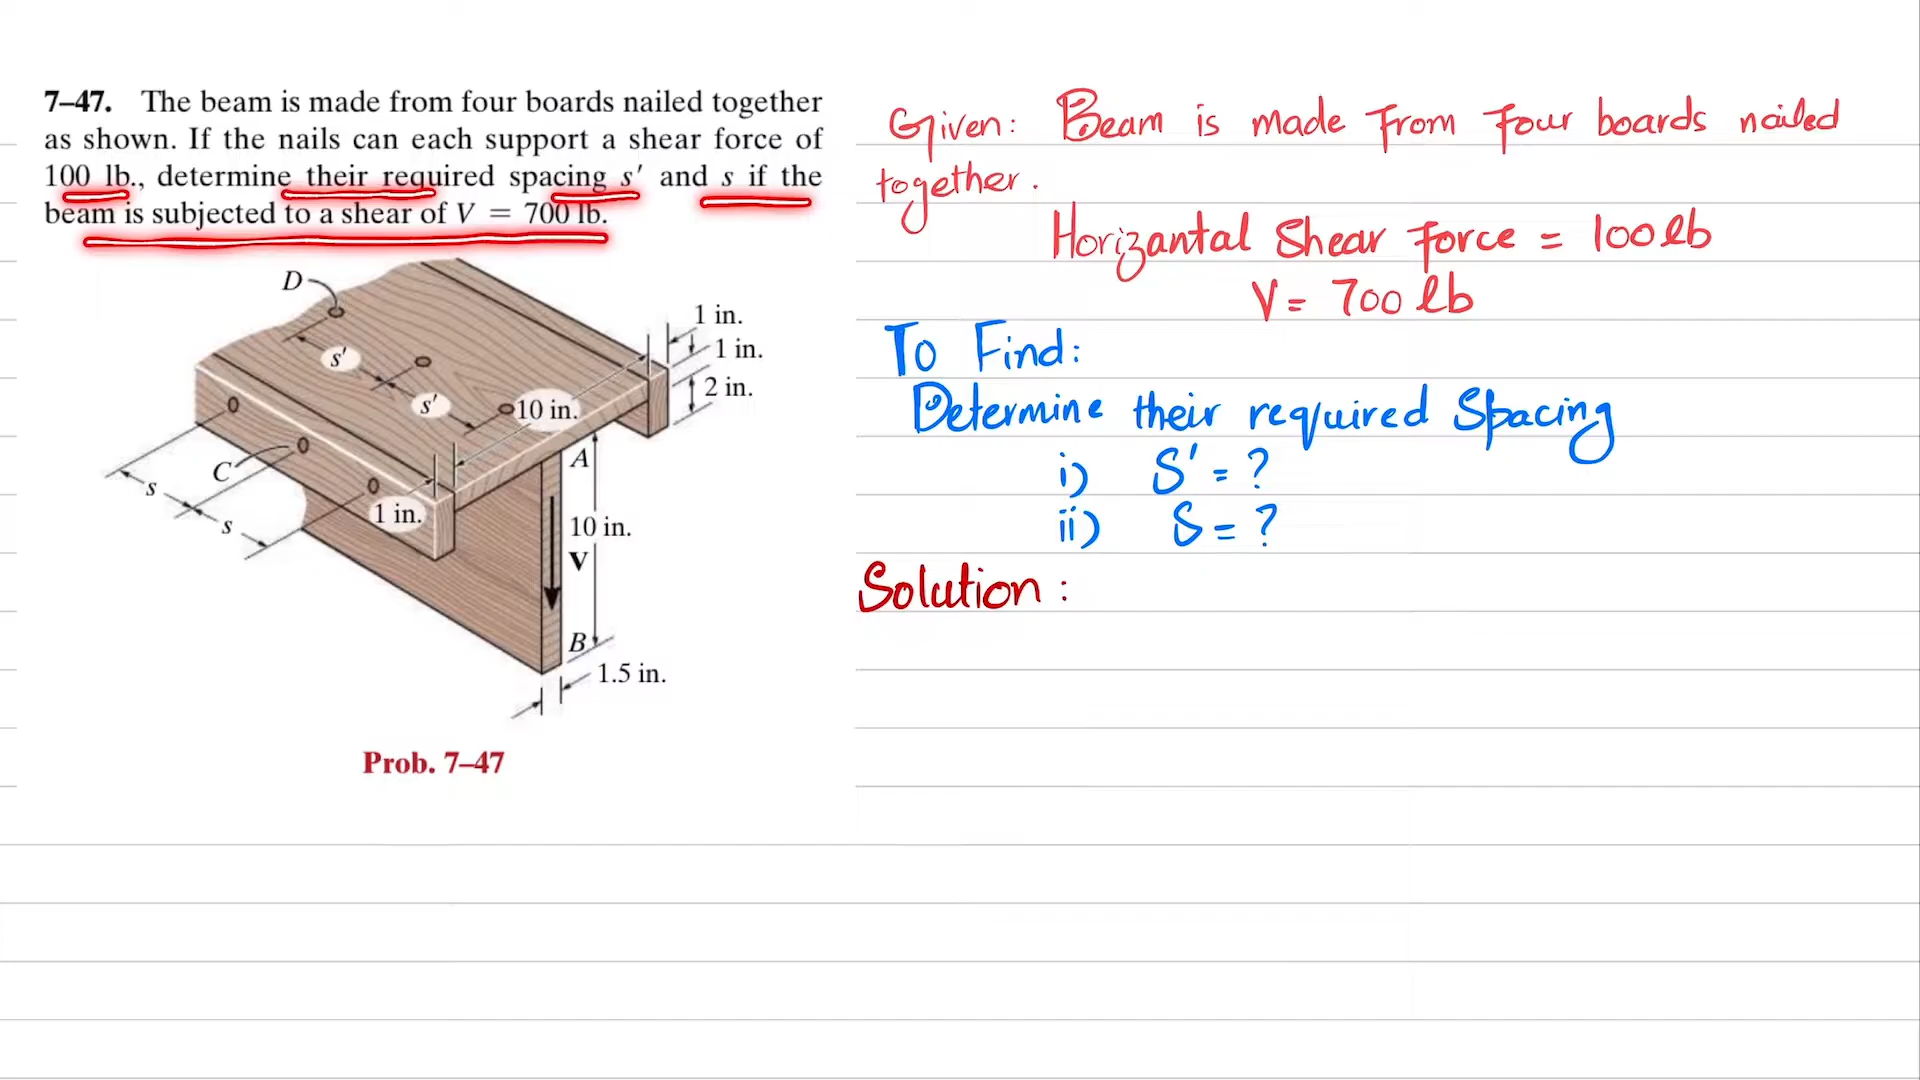 7–47. The beam is made from four boards nailed together
as shown. If the nails can each support a shear force of
100 lb., determine their required spacing s′ and s if the
beam is subjected to a shear of V = 700 lb.
D
s′
s′
10 in.
1 in.
1 in.
2 in.
C
s
s
1 in.
A
10 in.
V
B
1.5 in.
Prob. 7–47
Given: Beam is made from four boards nailed
together.
Horizantal Shear force = 100lb
V = 700 lb
To Find:
Determine their required Spacing
i) S' = ?
ii) S = ?
Solution :